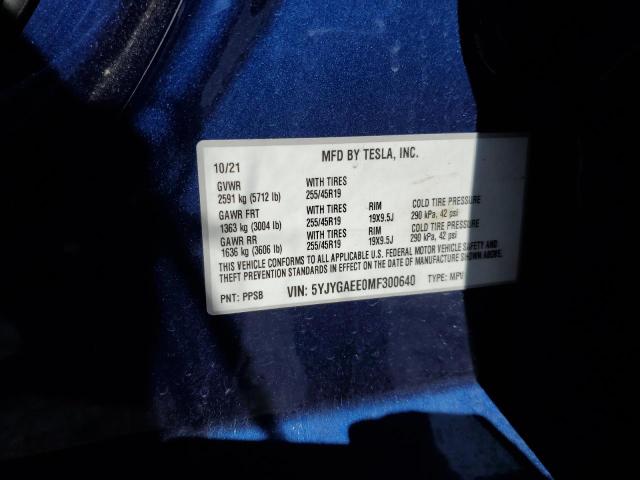 MFD BY TESLA, INC.
10/21
GVWR WITH TIRES
2591 kg (5712 lb) 255/45R19
GAWR FRT WITH TIRES RIM COLD TIRE PRESSURE
1363 kg (3004 lb) 255/45R19 19X9.5J 290 kPa, 42 psi
GAWR RR WITH TIRES RIM COLD TIRE PRESSURE
1636 kg (3606 lb) 255/45R19 19X9.5J 290 kPa, 42 psi
THIS VEHICLE CONFORMS TO ALL APPLICABLE U.S. FEDERAL MOTOR VEHICLE SAFETY AND
THEFT PREVENTION STANDARDS IN EFFECT ON THE DATE OF MANUFACTURE SHOWN ABOVE.
PNT: PPSB VIN: 5YJYGAEE0MF300640 TYPE: MPV